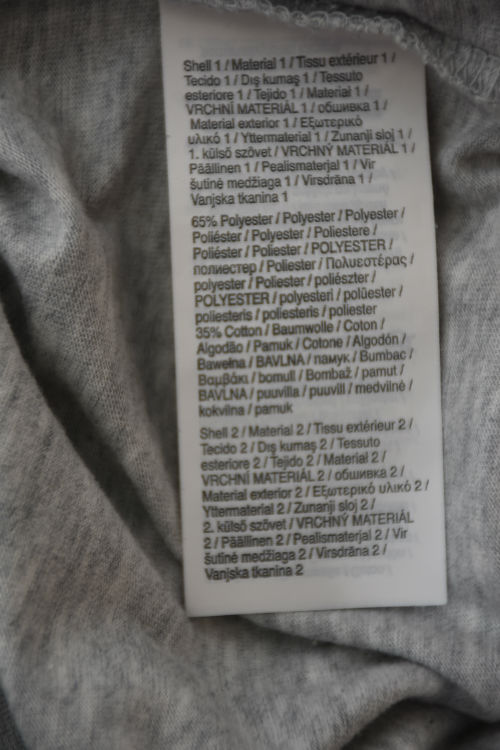 Shell 1 / Material 1 / Tissu extérieur 1 /
Tecido 1 / Dış kumaş 1 / Tessuto
esteriore 1 / Tejido 1 / Material 1 /
VRCHNÍ MATERIÁL 1 / обшивка 1 /
Material exterior 1 / Εξωτερικό
υλικό 1 / Yttermaterial 1 / Zunanji sloj 1 /
1. külső szövet / VRCHNÝ MATERIÁL 1 /
Päällinen 1 / Pealismaterjal 1 / Vir
šutinė medžiaga 1 / Virsdrāna 1 /
Vanjska tkanina 1
65% Polyester / Polyester / Polyester /
Poliéster / Polyester / Poliestere /
Poliéster / Poliester / POLYESTER /
полиестер / Poliester / Πολυεστέρας /
polyester / Poliester / poliészter /
POLYESTER / polyesteri / polüester /
poliesteris / poliesteris / poliester
35% Cotton / Baumwolle / Coton /
Algodão / Pamuk / Cotone / Algodón /
Bawełna / BAVLNA / памук / Bumbac /
Βαμβάκι / bomull / Bombaž / pamut /
BAVLNA / puuvilla / puuvill / medvilnė /
kokvilna / pamuk
Shell 2 / Material 2 / Tissu extérieur 2 /
Tecido 2 / Dış kumaş 2 / Tessuto
esteriore 2 / Tejido 2 / Material 2 /
VRCHNÍ MATERIÁL 2 / обшивка 2 /
Material exterior 2 / Εξωτερικό υλικό 2 /
Yttermaterial 2 / Zunanji sloj 2 /
2. külső szövet / VRCHNÝ MATERIÁL
2 / Päällinen 2 / Pealismaterjal 2 / Vir
šutinė medžiaga 2 / Virsdrāna 2 /
Vanjska tkanina 2